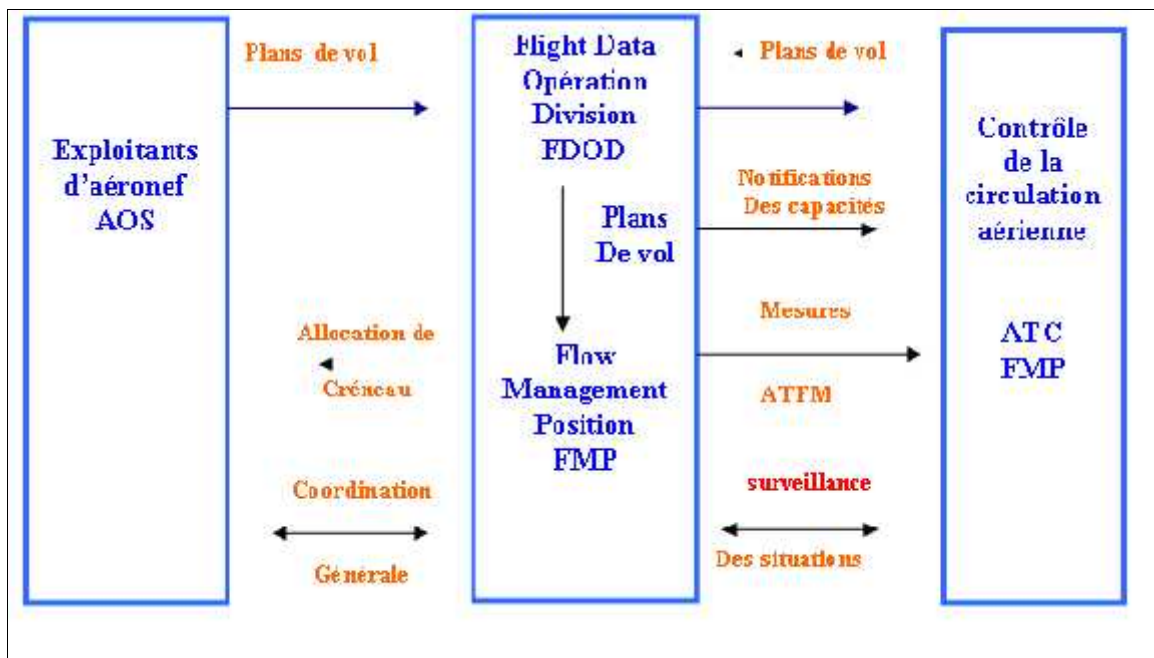 Exploitants
d'aéronef
AOS
Plans de vol
Allocation de
Créneau
Coordination
Générale
Flight Data
Opération
Division
FDOD
Plans
De vol
Flow
Management
Position
FMP
Plans de vol
Notifications
Des capacités
Mesures
ATFM
surveillance
Des situations
Contrôle
de la
circulation
aérienne
ATC
FMP